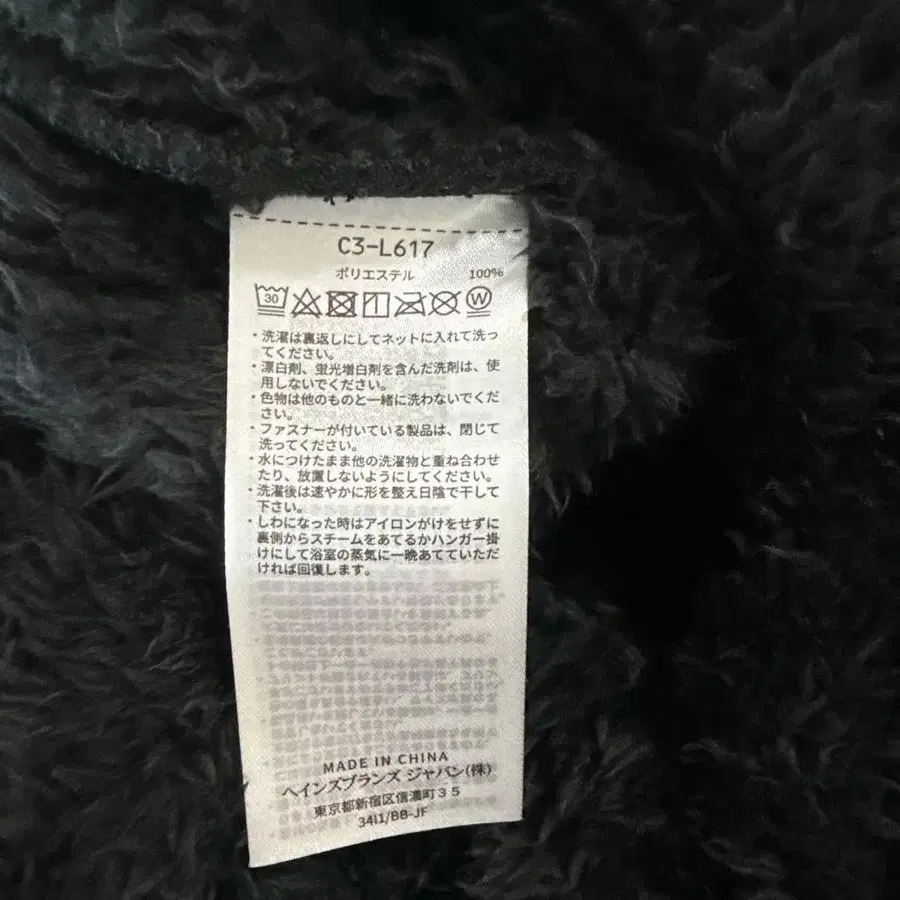 C3-L617
ポリエステル 100%
30 W
・洗濯は裏返しにしてネットに入れて洗っ
てください。
・漂白剤、蛍光増白剤を含んだ洗剤は、使
用しないでください。
・色物は他のものと一緒に洗わないでくだ
さい。
・ファスナーが付いている製品は、閉じて
洗ってください。
・水につけたまま他の洗濯物と重ね合わせ
たり、放置しないようにしてください。
・洗濯後は速やかに形を整え日陰で干して
下さい。
・しわになった時はアイロンがけをせずに
裏側からスチームをあてるかハンガー掛
けにして浴室の蒸気に一晩あてていただ
ければ回復します。
MADE IN CHINA
ヘインズブランズ ジャパン(株)
東京都新宿区信濃町35
34I1/BB-JF